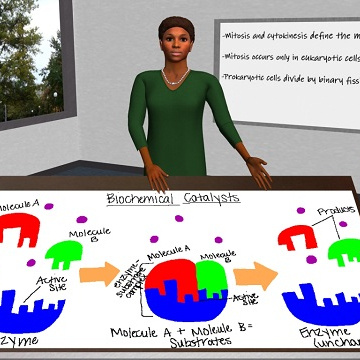 -Mitosis and cytokinesis define the m
-Mitosis occurs only in eukaryotic cells
-Prokaryotic cells divide by binary fiss
Biochemical Catalysts
Molecule A
Molecule
B
Active
Site
nzyme
enzyme-
substrate
complex
Molecule A
Molecule
B
Active
Site
Molecule A + Molecule B =
Substrates
Products
Enzyme
(unchan